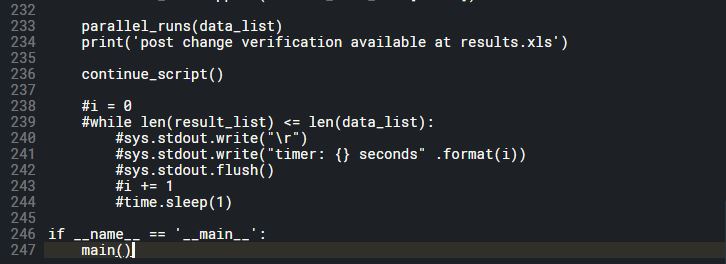 232
233     parallel_runs(data_list)
234     print('post change verification available at results.xls')
235
236     continue_script()
237
238     #i = 0
239     #while len(result_list) <= len(data_list):
240         #sys.stdout.write("\r")
241         #sys.stdout.write("timer: {} seconds" .format(i))
242         #sys.stdout.flush()
243         #i += 1
244         #time.sleep(1)
245
246 if __name__ == '__main__':
247     main()